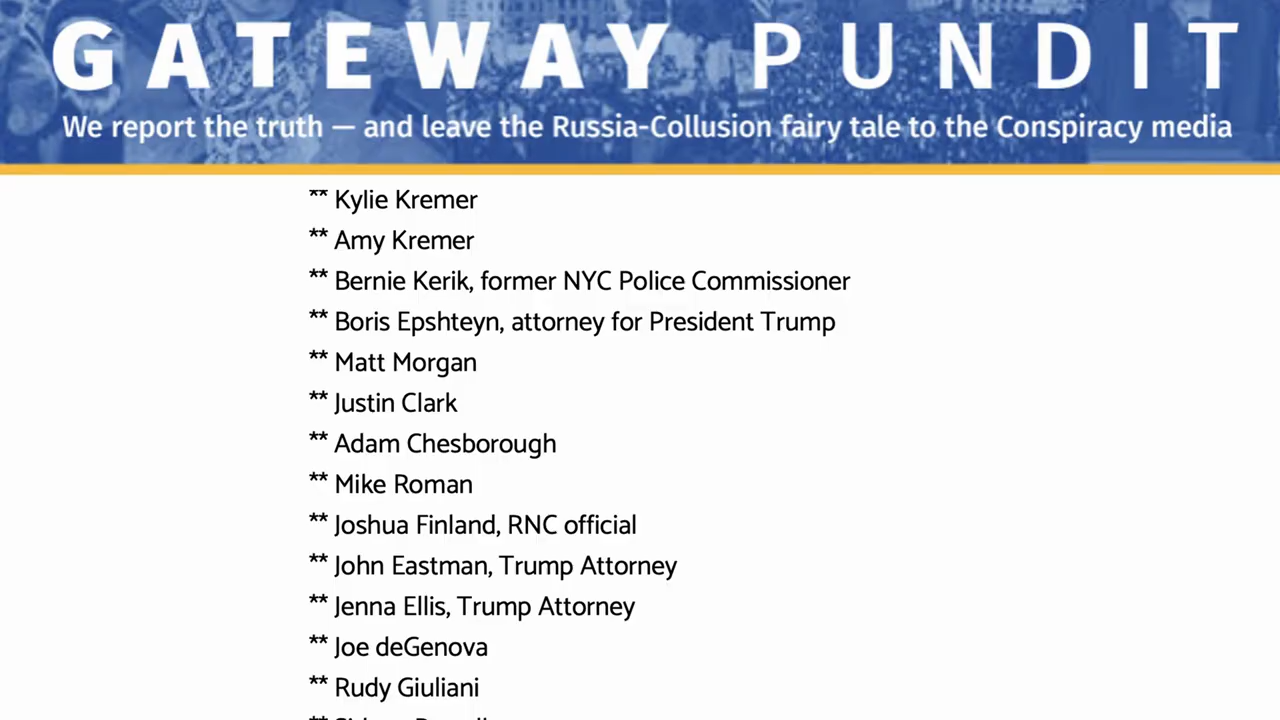 GATEWAY PUNDIT
We report the truth — and leave the Russia-Collusion fairy tale to the Conspiracy media
** Kylie Kremer
** Amy Kremer
** Bernie Kerik, former NYC Police Commissioner
** Boris Epshteyn, attorney for President Trump
** Matt Morgan
** Justin Clark
** Adam Chesborough
** Mike Roman
** Joshua Finland, RNC official
** John Eastman, Trump Attorney
** Jenna Ellis, Trump Attorney
** Joe deGenova
** Rudy Giuliani